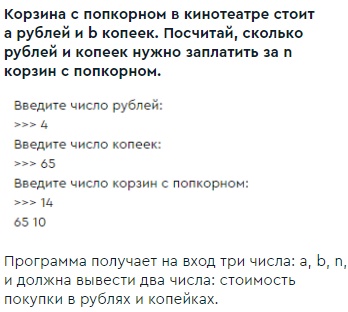 Корзина с попкорном в кинотеатре стоит
a рублей и b копеек. Посчитай, сколько
рублей и копеек нужно заплатить за n
корзин с попкорном.
Введите число рублей:
>>> 4
Введите число копеек:
>>> 65
Введите число корзин с попкорном:
>>> 14
65 10
Программа получает на вход три числа: a, b, n,
и должна вывести два числа: стоимость
покупки в рублях и копейках.